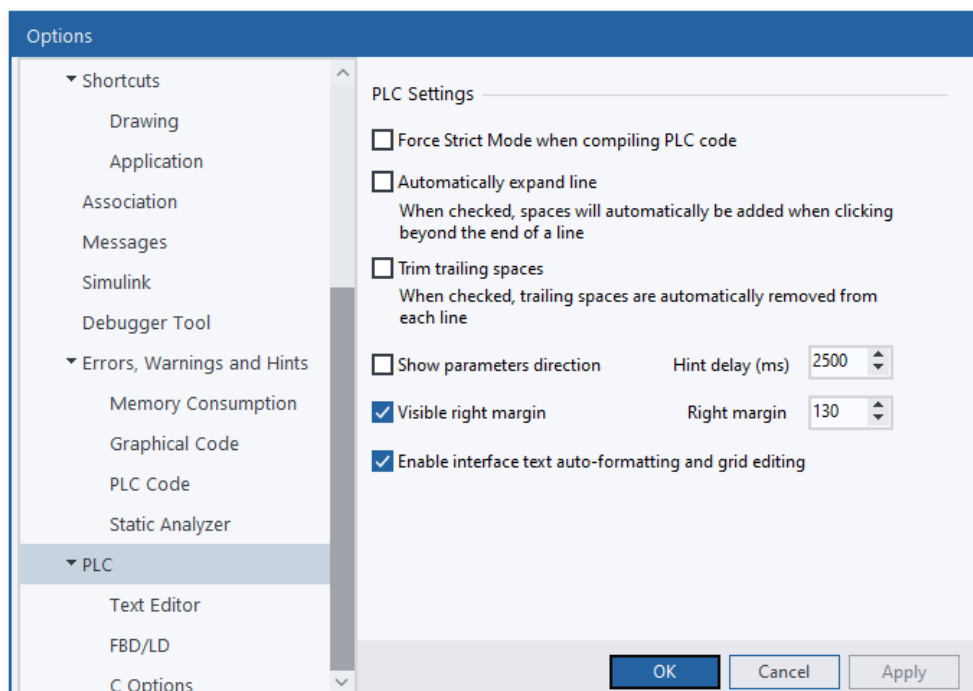 Options
Shortcuts
Drawing
Application
Association
Messages
Simulink
Debugger Tool
Errors, Warnings and Hints
Memory Consumption
Graphical Code
PLC Code
Static Analyzer
PLC
Text Editor
FBD/LD
C Options
PLC Settings
Force Strict Mode when compiling PLC code
Automatically expand line
When checked, spaces will automatically be added when clicking
beyond the end of a line
Trim trailing spaces
When checked, trailing spaces are automatically removed from
each line
Show parameters direction Hint delay (ms) 2500
Visible right margin Right margin 130
Enable interface text auto-formatting and grid editing
OK Cancel Apply